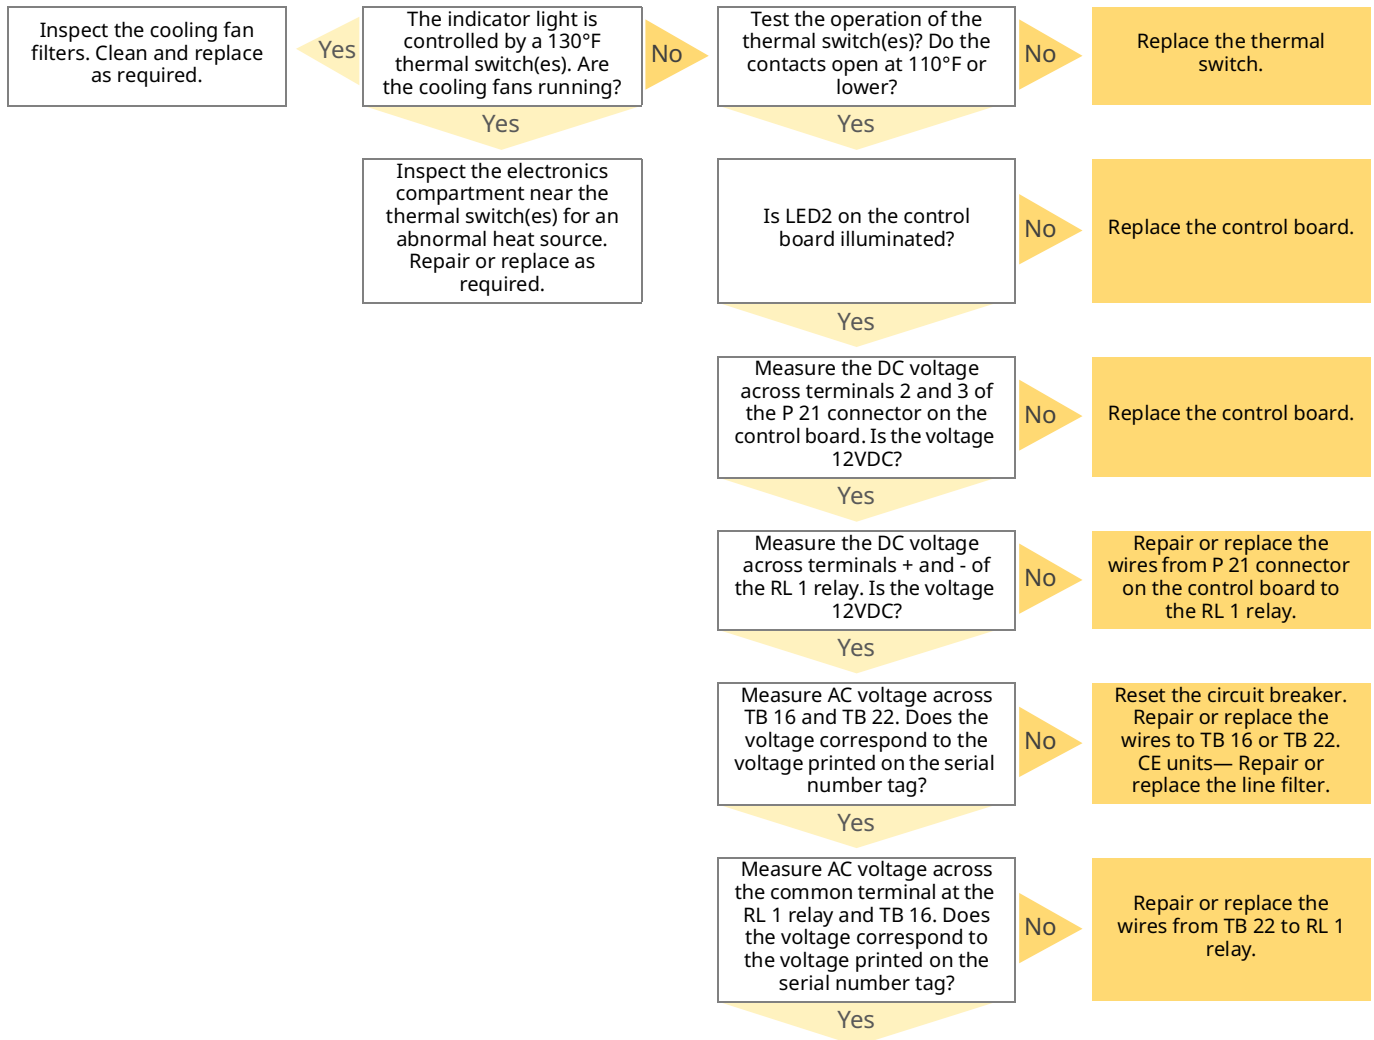 Inspect the cooling fan
filters. Clean and replace
as required.
Yes
The indicator light is
controlled by a 130°F
thermal switch(es). Are
the cooling fans running?
No
Test the operation of the
thermal switch(es)? Do the
contacts open at 110°F or
lower?
No
Replace the thermal
switch.
Yes
Yes
Inspect the electronics
compartment near the
thermal switch(es) for an
abnormal heat source.
Repair or replace as
required.
Is LED2 on the control
board illuminated?
No
Replace the control board.
Yes
Measure the DC voltage
across terminals 2 and 3 of
the P 21 connector on the
control board. Is the voltage
12VDC?
No
Replace the control board.
Yes
Measure the DC voltage
across terminals + and - of
the RL 1 relay. Is the voltage
12VDC?
No
Repair or replace the
wires from P 21 connector
on the control board to
the RL 1 relay.
Yes
Measure AC voltage across
TB 16 and TB 22. Does the
voltage correspond to the
voltage printed on the serial
number tag?
No
Reset the circuit breaker.
Repair or replace the
wires to TB 16 or TB 22.
CE units— Repair or
replace the line filter.
Yes
Measure AC voltage across
the common terminal at the
RL 1 relay and TB 16. Does
the voltage correspond to
the voltage printed on the
serial number tag?
No
Repair or replace the
wires from TB 22 to RL 1
relay.
Yes